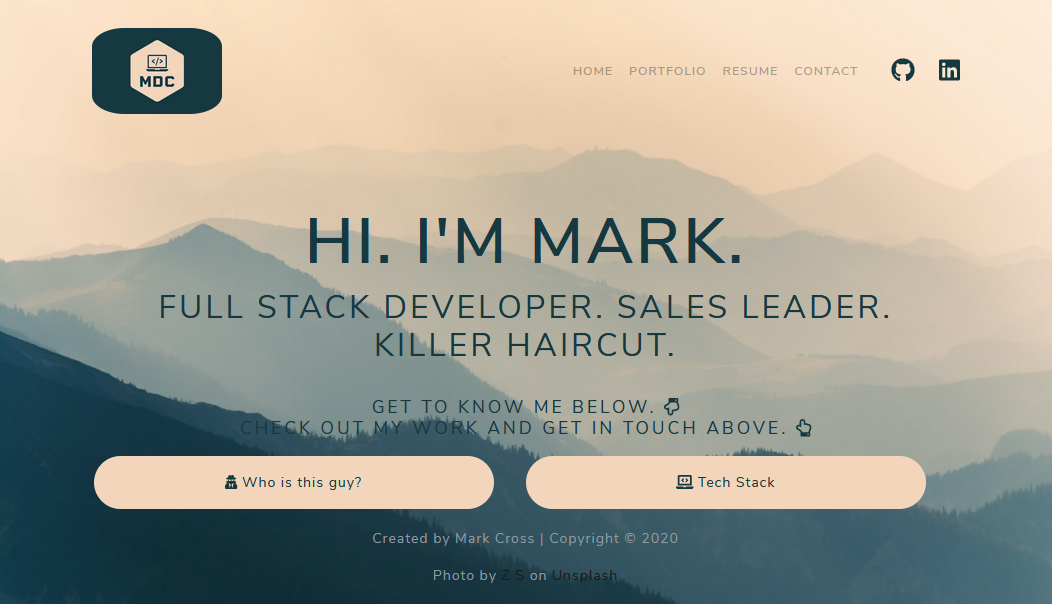 </>
MDC
HOME PORTFOLIO RESUME CONTACT
in
HI. I'M MARK.
FULL STACK DEVELOPER. SALES LEADER.
KILLER HAIRCUT.
GET TO KNOW ME BELOW.
CHECK OUT MY WORK AND GET IN TOUCH ABOVE.
Who is this guy?
Tech Stack
Created by Mark Cross | Copyright © 2020
Photo by Z S on Unsplash